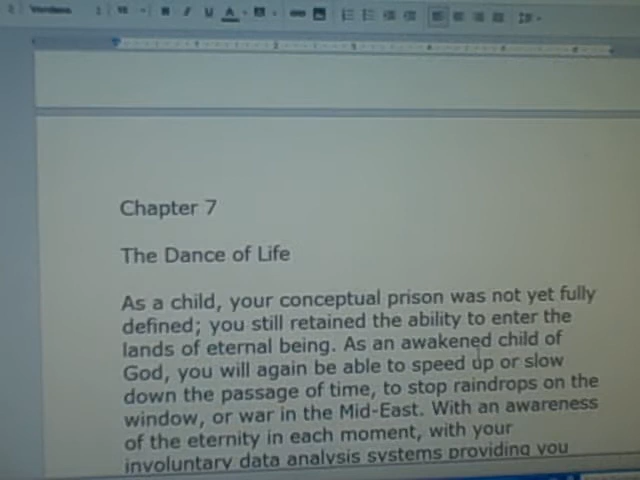 Verdana
Chapter 7
The Dance of Life
As a child, your conceptual prison was not yet fully
defined; you still retained the ability to enter the
lands of eternal being. As an awakened child of
God, you will again be able to speed up or slow
down the passage of time, to stop raindrops on the
window, or war in the Mid-East. With an awareness
of the eternity in each moment, with your
involuntary data analysis systems providing you